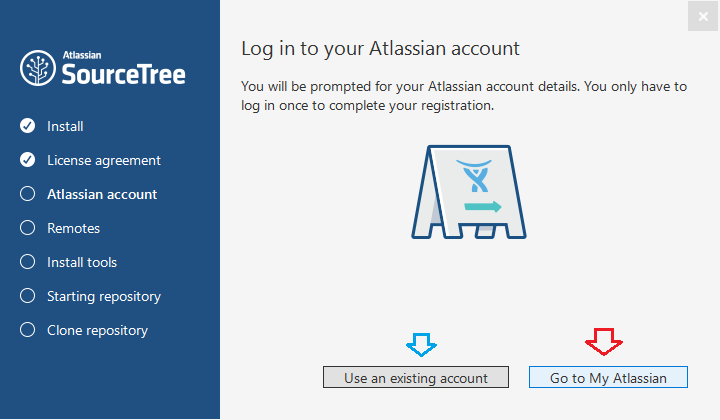 Atlassian
SourceTree
Install
License agreement
Atlassian account
Remotes
Install tools
Starting repository
Clone repository
Log in to your Atlassian account
You will be prompted for your Atlassian account details. You only have to
log in once to complete your registration.
Use an existing account
Go to My Atlassian